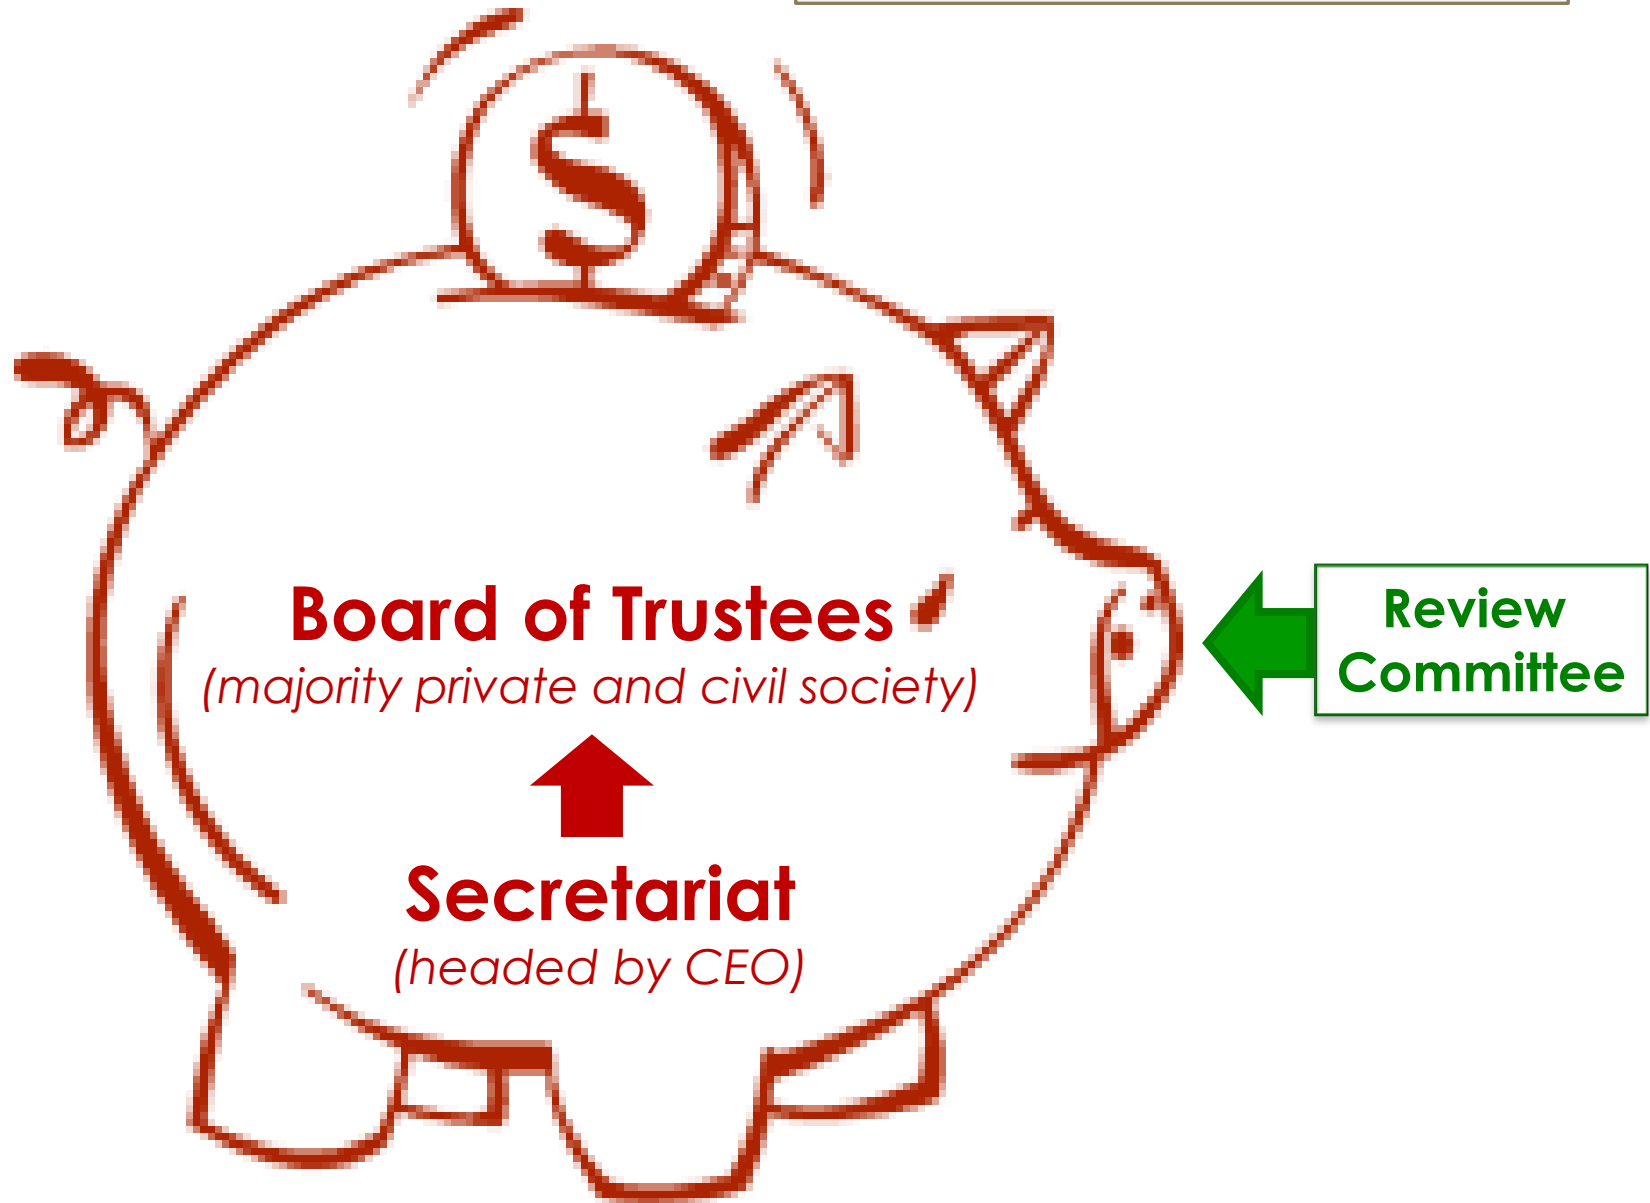 $
Board of Trustees
(majority private and civil society)
Review
Committee
Secretariat
(headed by CEO)